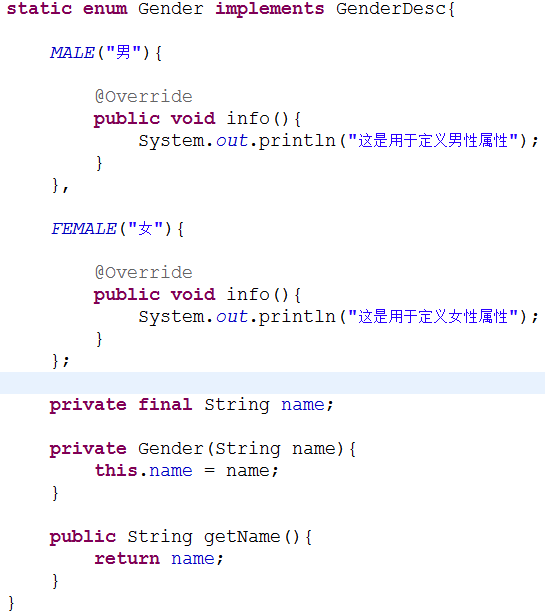 static enum Gender implements GenderDesc{
MALE("男"){
@Override
public void info(){
System.out.println("这是用于定义男性属性");
}
},
FEMALE("女"){
@Override
public void info(){
System.out.println("这是用于定义女性属性");
}
};
private final String name;
private Gender(String name){
this.name = name;
}
public String getName(){
return name;
}
}